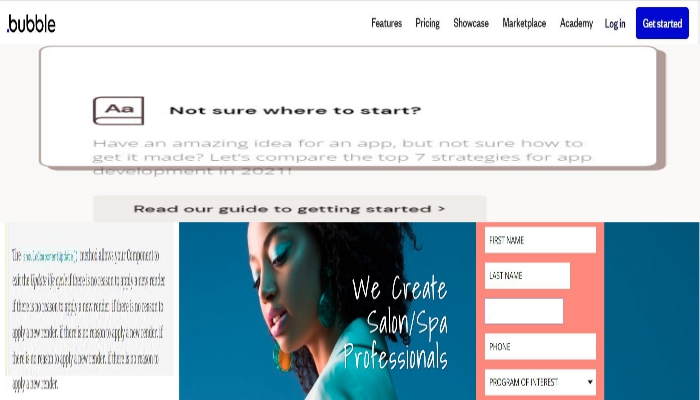 .bubble
Features Pricing Showcase Marketplace Academy Log in Get started
Aa
Not sure where to start?
Have an amazing idea for an app, but not sure how to
get it made? Let's compare the top 7 strategies for app
development in 2021!
Read our guide to getting started >
The shouldComponentUpdate() method allows your Component to
exit the Update life cycle if there is no reason to apply a new render
if there is no reason to apply a new render. if there is no reason to
apply a new render. if there is no reason to apply a new render. if
there is no reason to apply a new render. if there is no reason to
apply a new render.
We Create
Salon/Spa
Professionals
FIRST NAME
LAST NAME
PHONE
PROGRAM OF INTEREST